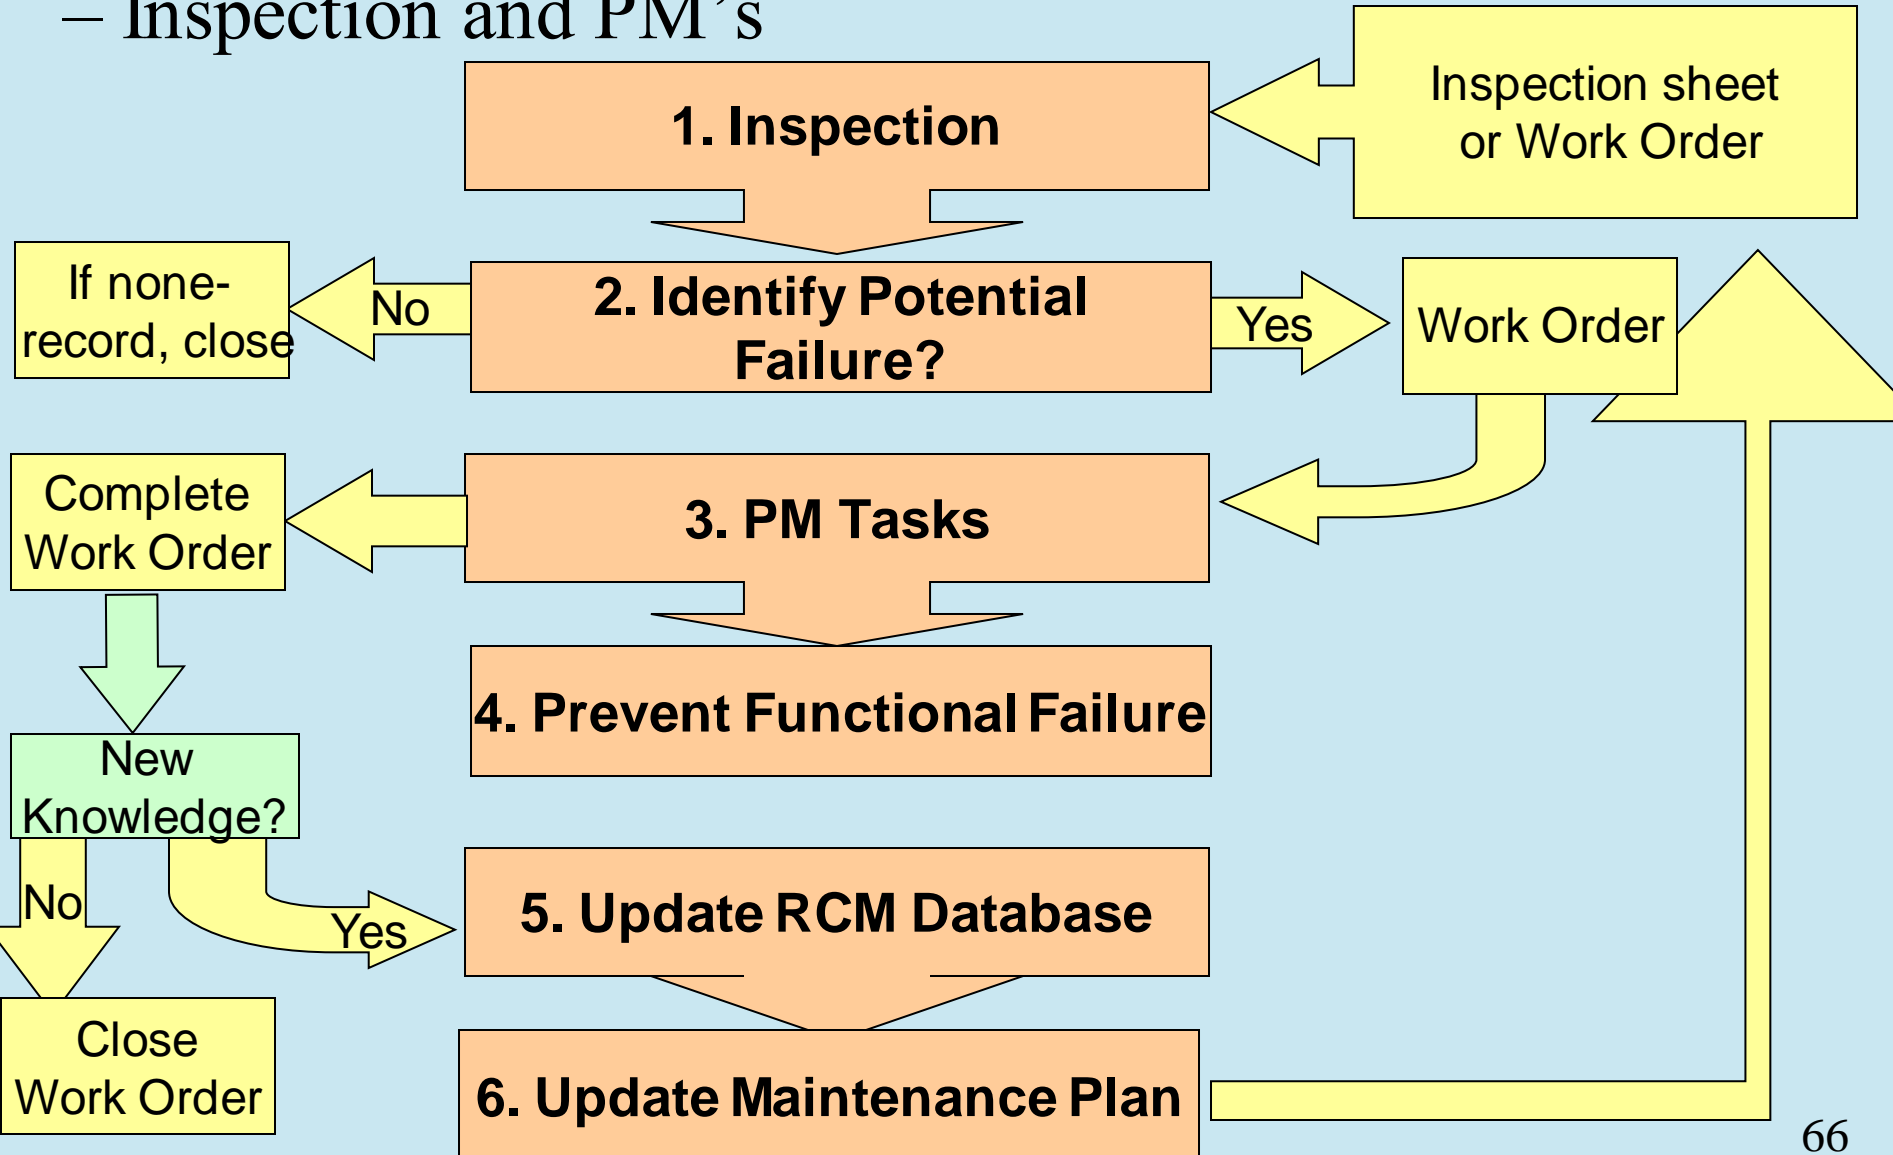 – Inspection and PM’s
1. Inspection
Inspection sheet
or Work Order
If none-
record, close
No
2. Identify Potential
Failure?
Yes
Work Order
Complete
Work Order
3. PM Tasks
4. Prevent Functional Failure
New
Knowledge?
No
Yes
5. Update RCM Database
Close
Work Order
6. Update Maintenance Plan
66